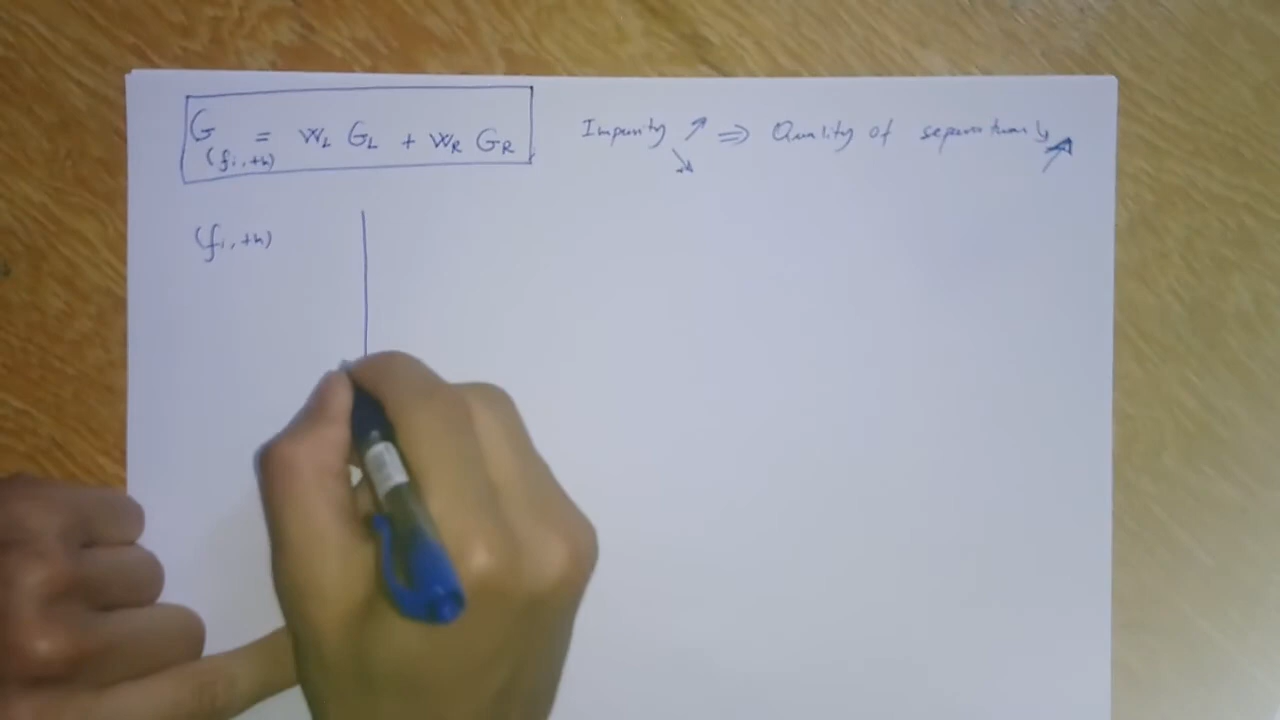 G(fi,th) = WL GL + WR GR
Impurity ↗ ⇒ Quality of separation ↘
↘ ↗
(fi,th)